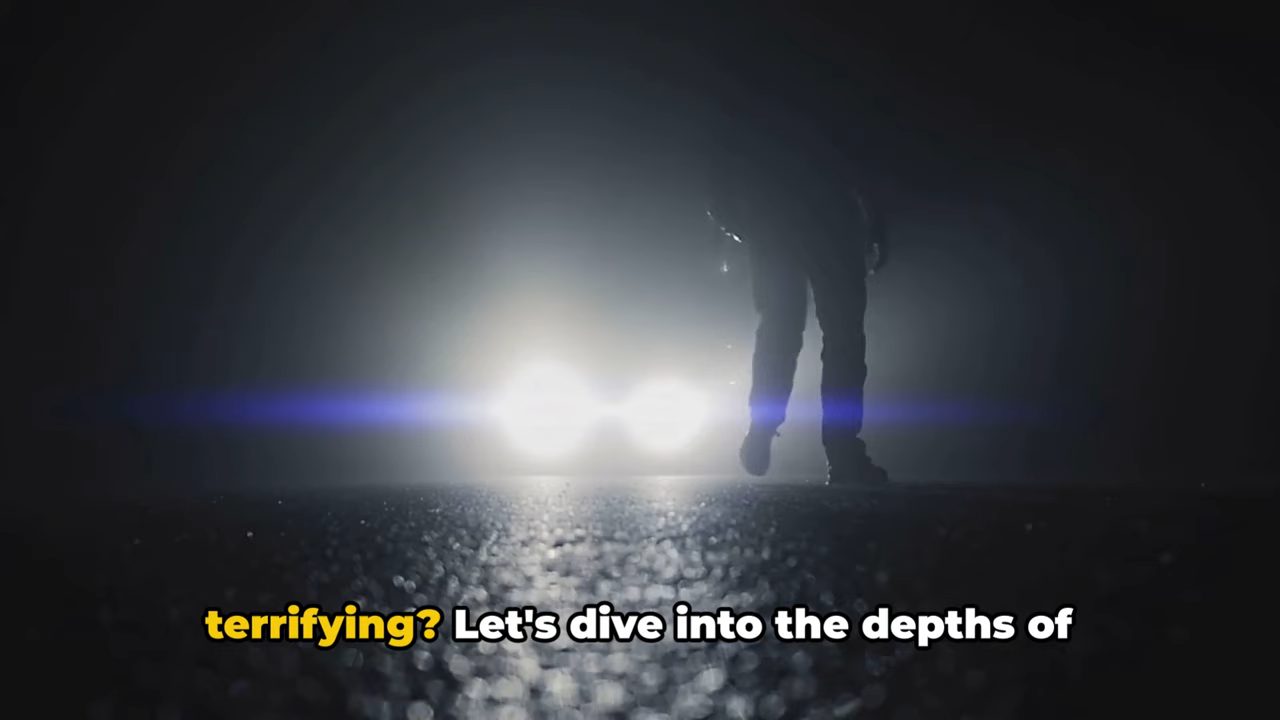 terrifying? Let's dive into the depths of